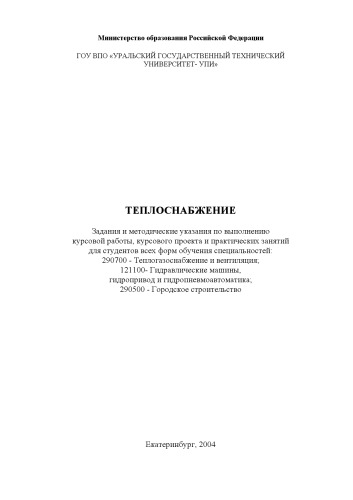 Министерство образования Российской Федерации
ГОУ ВПО «УРАЛЬСКИЙ ГОСУДАРСТВЕННЫЙ ТЕХНИЧЕСКИЙ
УНИВЕРСИТЕТ- УПИ»
ТЕПЛОСНАБЖЕНИЕ
Задания и методические указания по выполнению
курсовой работы, курсового проекта и практических занятий
для студентов всех форм обучения специальностей:
290700 - Теплогазоснабжение и вентиляция;
121100- Гидравлические машины,
гидропривод и гидропневмоавтоматика,
290500 - Городское строительство
Екатеринбург, 2004